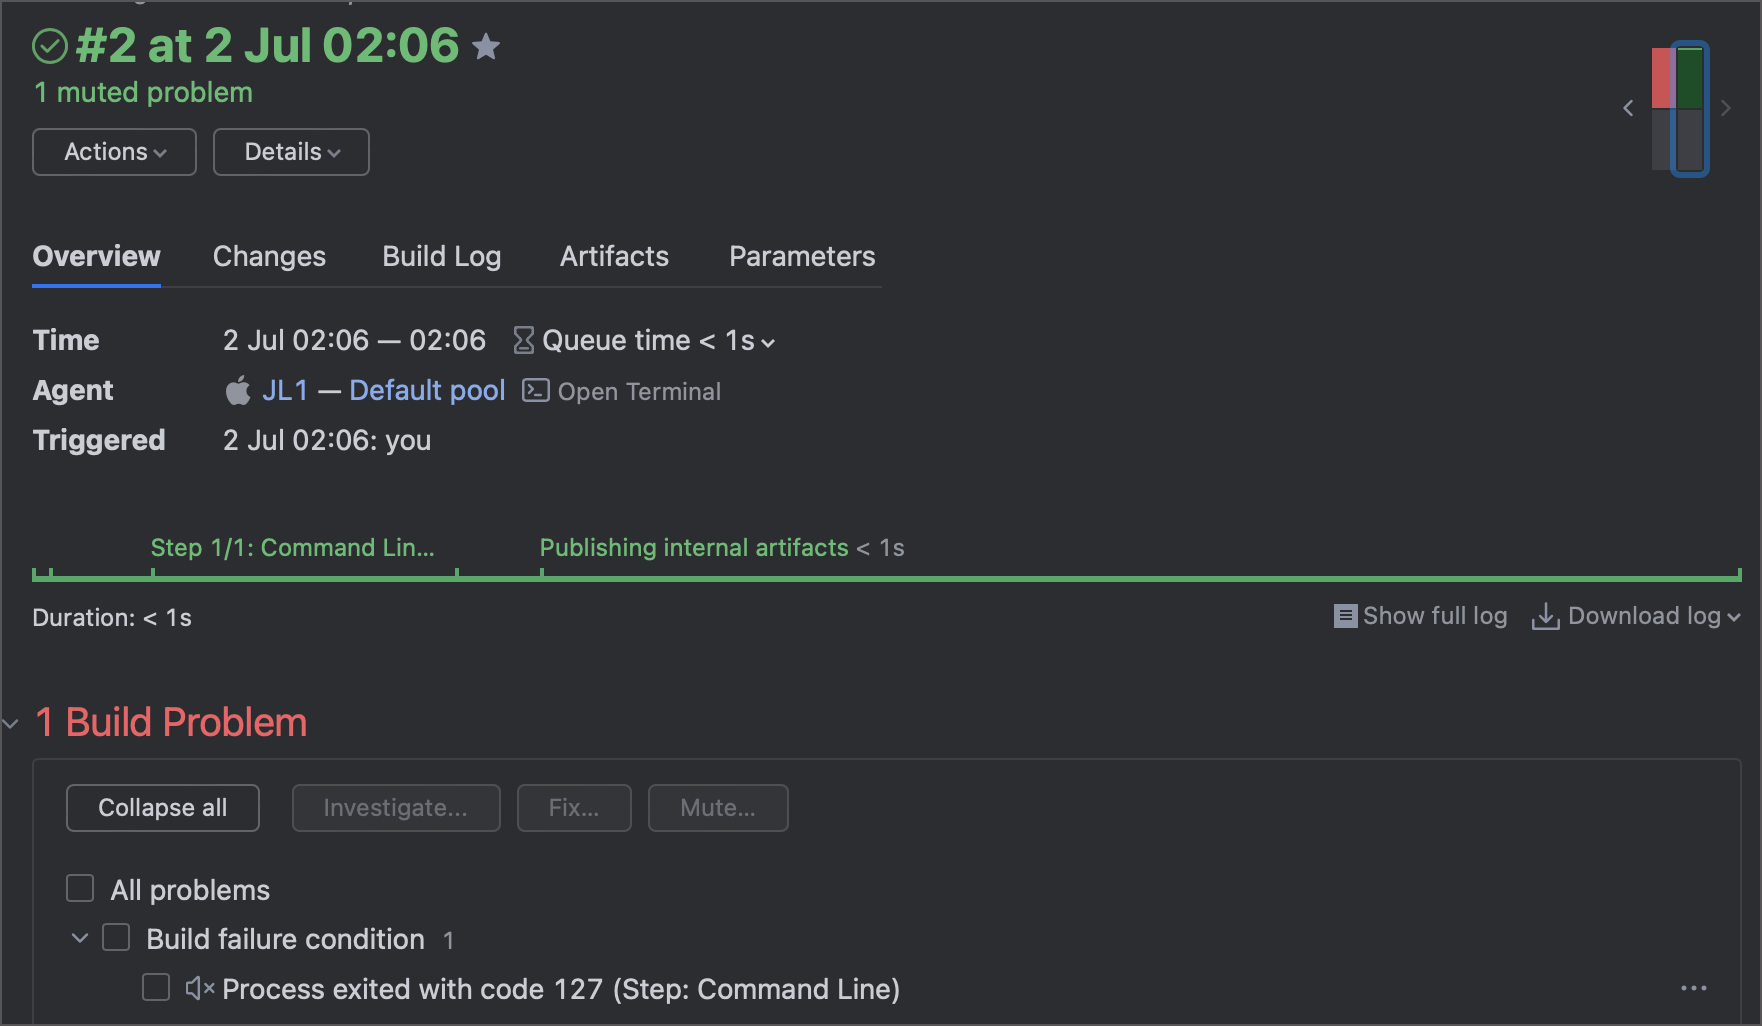 #2 at 2 Jul 02:06
1 muted problem
Actions Details
Overview Changes Build Log Artifacts Parameters
Time 2 Jul 02:06 — 02:06 Queue time < 1s
Agent JL1 — Default pool Open Terminal
Triggered 2 Jul 02:06: you
Step 1/1: Command Lin... Publishing internal artifacts < 1s
Duration: < 1s Show full log Download log
1 Build Problem
Collapse all Investigate... Fix... Mute...
All problems
Build failure condition 1
Process exited with code 127 (Step: Command Line)